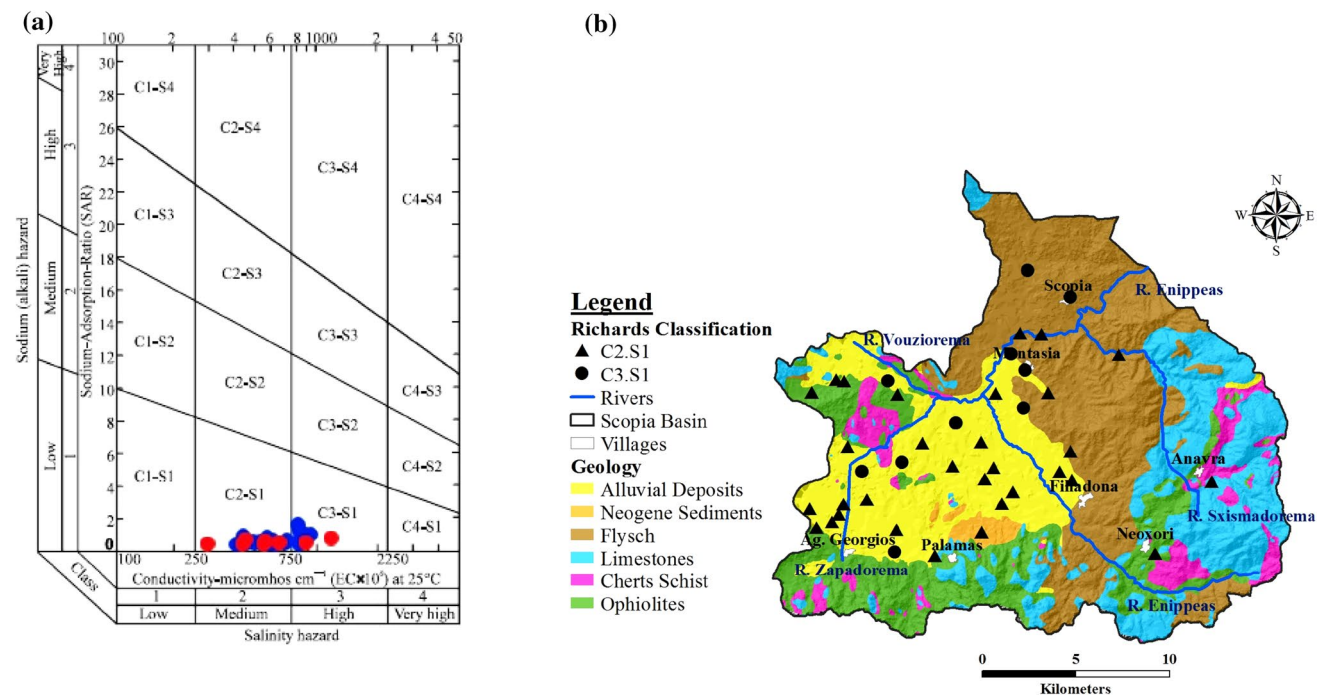 (a)
100 2 4 6 8 1000 2 4 50
Very High
4
High
3
Medium
2
Low
1
Sodium (alkali) hazard
Sodium-Adsorption-Ratio (SAR)
30
28
26
24
22
20
18
16
14
12
10
8
6
4
2
0
C1-S4
C2-S4
C3-S4
C4-S4
C1-S3
C2-S3
C3-S3
C4-S3
C1-S2
C2-S2
C3-S2
C4-S2
C1-S1
C2-S1
C3-S1
C4-S1
100 250 750 2250
Class
Conductivity-micromhos cm⁻¹ (EC×10⁶) at 25°C
1 2 3 4
Low Medium High Very high
Salinity hazard
(b)
N
W E
S
Legend
Richards Classification
C2.S1
C3.S1
Rivers
Scopia Basin
Villages
Geology
Alluvial Deposits
Neogene Sediments
Flysch
Limestones
Cherts Schist
Ophiolites
Scopia
R. Enippeas
R. Vouziorema
Mantasia
Anavra
Filiadona
R. Sxismadorema
Neoxori
Ag. Georgios
Palamas
R. Zapadorema
R. Enippeas
0 5 10
Kilometers